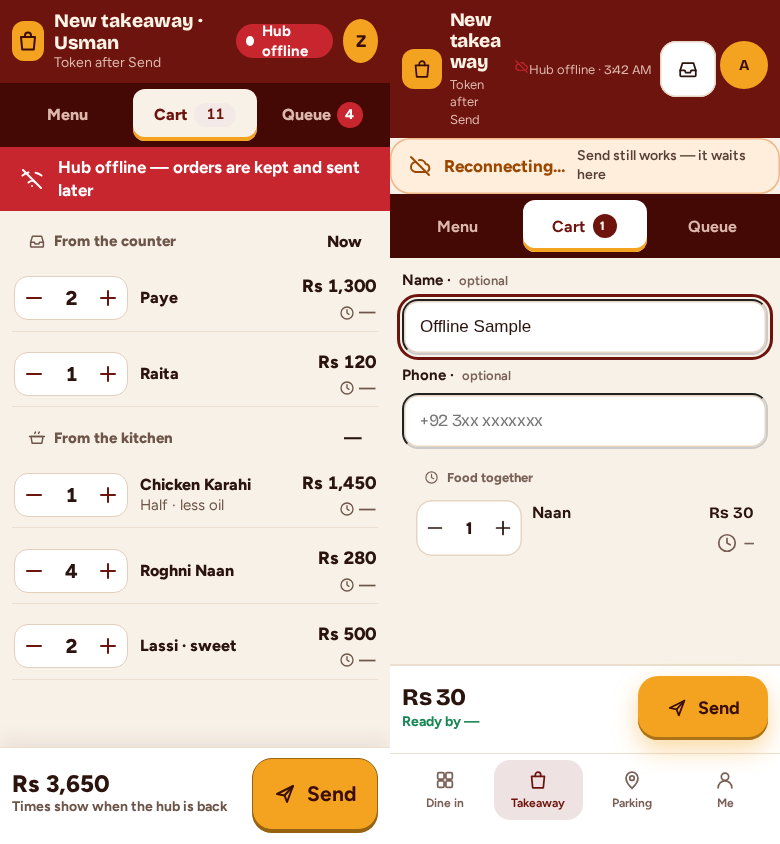 New takeaway ·
Usman
Token after Send
Hub
offline
Z
Menu
Cart 11
Queue 4
Hub offline — orders are kept and sent
later
From the counter
Now
2
Paye
Rs 1,300
—
1
Raita
Rs 120
—
From the kitchen
—
1
Chicken Karahi
Half · less oil
Rs 1,450
—
4
Roghni Naan
Rs 280
—
2
Lassi · sweet
Rs 500
—
Rs 3,650
Times show when the hub is back
Send
New
takea
way
Token
after
Send
Hub offline · 3:42 AM
A
Reconnecting...
Send still works — it waits
here
Menu
Cart 1
Queue
Name · optional
Offline Sample
Phone · optional
+92 3xx xxxxxxx
Food together
1
Naan
Rs 30
–
Rs 30
Ready by —
Send
Dine in
Takeaway
Parking
Me